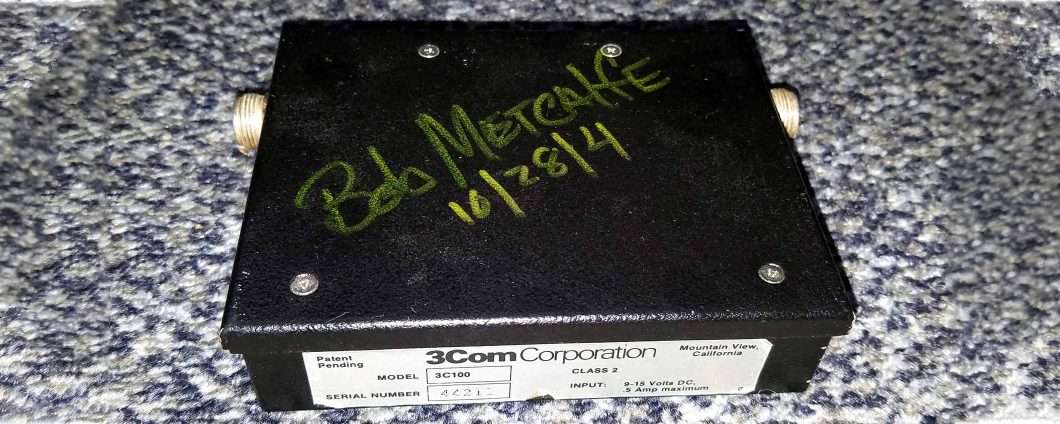 Bob Metcalfe
10/28/4
Patent
Pending
3Com Corporation
Mountain View,
California
MODEL 3C100
CLASS 2
SERIAL NUMBER
INPUT: 9-15 Volts DC,
.5 Amp maximum